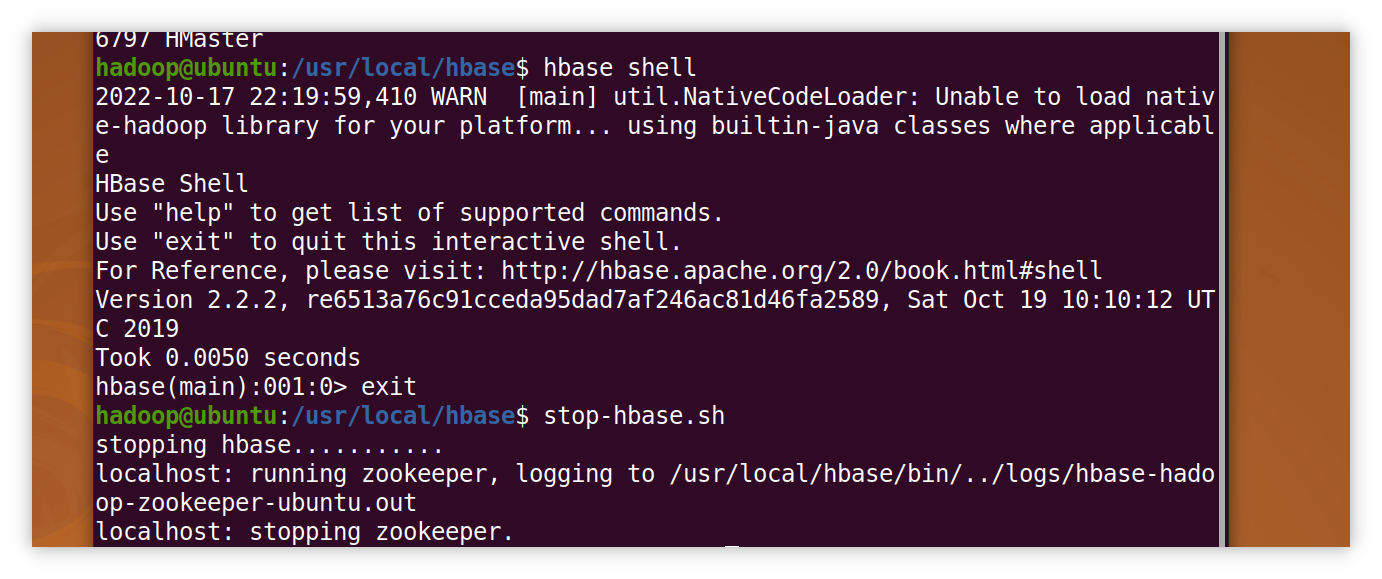 6797 HMaster
hadoop@ubuntu:/usr/local/hbase$ hbase shell
2022-10-17 22:19:59,410 WARN  [main] util.NativeCodeLoader: Unable to load nativ
e-hadoop library for your platform... using builtin-java classes where applicabl
e
HBase Shell
Use "help" to get list of supported commands.
Use "exit" to quit this interactive shell.
For Reference, please visit: http://hbase.apache.org/2.0/book.html#shell
Version 2.2.2, re6513a76c91cceda95dad7af246ac81d46fa2589, Sat Oct 19 10:10:12 UT
C 2019
Took 0.0050 seconds
hbase(main):001:0> exit
hadoop@ubuntu:/usr/local/hbase$ stop-hbase.sh
stopping hbase...........
localhost: running zookeeper, logging to /usr/local/hbase/bin/../logs/hbase-hado
op-zookeeper-ubuntu.out
localhost: stopping zookeeper.